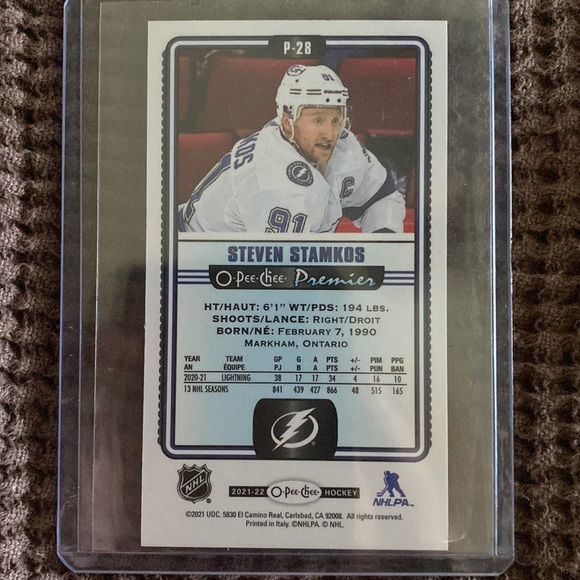 P-28
91
C
91
STEVEN STAMKOS
O-Pee-Chee Premier
HT/HAUT: 6'1" WT/PDS: 194 LBS.
SHOOTS/LANCE: RIGHT/DROIT
BORN/NÉ: FEBRUARY 7, 1990
MARKHAM, ONTARIO
YEAR TEAM GP G A PTS +/- PIM PPG
AN ÉQUIPE PJ B A PTS +/- PUN BAN
2020-21 LIGHTNING 38 17 17 34 4 16 10
13 NHL SEASONS 841 439 427 866 48 515 165
NHL
2021-22 O-Pee-Chee HOCKEY
NHLPA
©2021 UDC. 5830 El Camino Real, Carlsbad, CA 92008. All rights reserved.
Printed in Italy. ©NHLPA. © NHL.